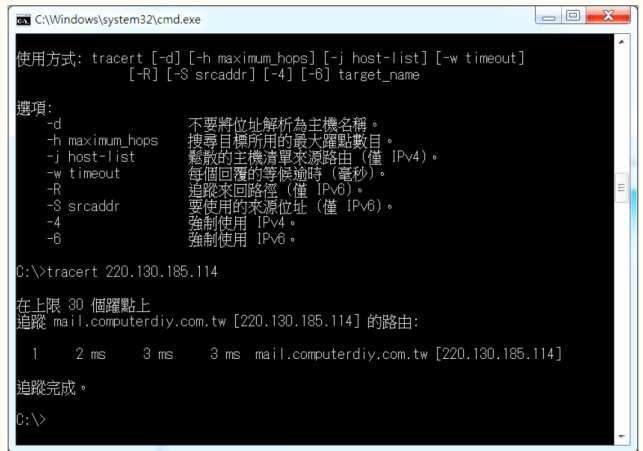 C:\Windows\system32\cmd.exe
使用方式: tracert [-d] [-h maximum_hops] [-j host-list] [-w timeout]
[-R] [-S srcaddr] [-4] [-6] target_name
選項:
-d 不要將位址解析為主機名稱。
-h maximum_hops 搜尋目標所用的最大躍點數目。
-j host-list 鬆散的主機清單來源路由 (僅 IPv4)。
-w timeout 每個回覆的等候逾時 (毫秒)。
-R 追蹤來回路徑 (僅 IPv6)。
-S srcaddr 要使用的來源位址 (僅 IPv6)。
-4 強制使用 IPv4。
-6 強制使用 IPv6。
C:\>tracert 220.130.185.114
在上限 30 個躍點上
追蹤 mail.computerdiy.com.tw [220.130.185.114] 的路由:
1 2 ms 3 ms 3 ms mail.computerdiy.com.tw [220.130.185.114]
追蹤完成。
C:\>